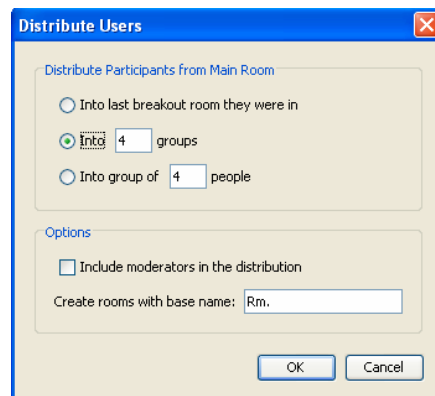 Distribute Users
Distribute Participants from Main Room
Into last breakout room they were in
Into 4 groups
Into group of 4 people
Options
Include moderators in the distribution
Create rooms with base name: Rm.
OK Cancel